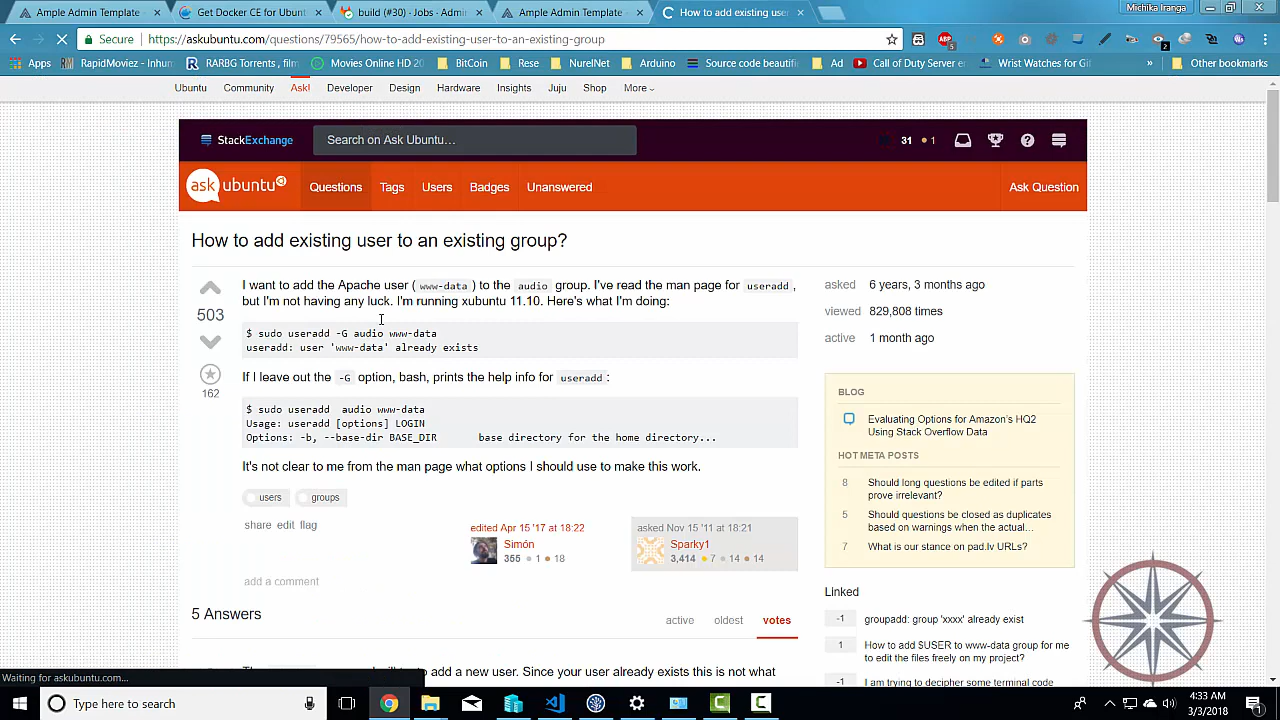 Ample Admin Template -
Get Docker CE for Ubunt
build (#30) - Jobs - Admin
Ample Admin Template -
How to add existing user
Michika Iranga
Secure
https://askubuntu.com/questions/79565/how-to-add-existing-user-to-an-existing-group
Apps
RapidMoviez - Inhum
RARBG Torrents , film
Movies Online HD 20
BitCoin
Rese
NurelNet
Arduino
Source code beautifi
Ad
Call of Duty Server e
Wrist Watches for Git
»
Other bookmarks
Ubuntu
Community
Ask!
Developer
Design
Hardware
Insights
Juju
Shop
More
StackExchange
Search on Ask Ubuntu…
31
1
ask ubuntu
Questions
Tags
Users
Badges
Unanswered
Ask Question
How to add existing user to an existing group?
I want to add the Apache user ( www-data ) to the audio group. I've read the man page for useradd ,
but I'm not having any luck. I'm running xubuntu 11.10. Here's what I'm doing:
503
$ sudo useradd -G audio www-data
useradd: user 'www-data' already exists
If I leave out the -G option, bash, prints the help info for useradd :
162
$ sudo useradd  audio www-data
Usage: useradd [options] LOGIN
Options: -b, --base-dir BASE_DIR       base directory for the home directory...
It's not clear to me from the man page what options I should use to make this work.
users
groups
share edit flag
edited Apr 15 '17 at 18:22
Simón
355 1 18
asked Nov 15 '11 at 18:21
Sparky1
3,414 7 14 14
add a comment
5 Answers
active
oldest
votes
add a new user. Since your user already exists this is not what
asked 6 years, 3 months ago
viewed 829,808 times
active 1 month ago
BLOG
Evaluating Options for Amazon's HQ2
Using Stack Overflow Data
HOT META POSTS
8 Should long questions be edited if parts
prove irrelevant?
5 Should questions be closed as duplicates
based on warnings when the actual…
7 What is our stance on pad.lv URLs?
Linked
-1 groupadd: group 'xxx' already exist
1 How to add $USER to www-data group for me
to edit the files freely on my project?
-1 I am trying to decipher some terminal code
Waiting for askubuntu.com...
Type here to search
4:33 AM
3/3/2018